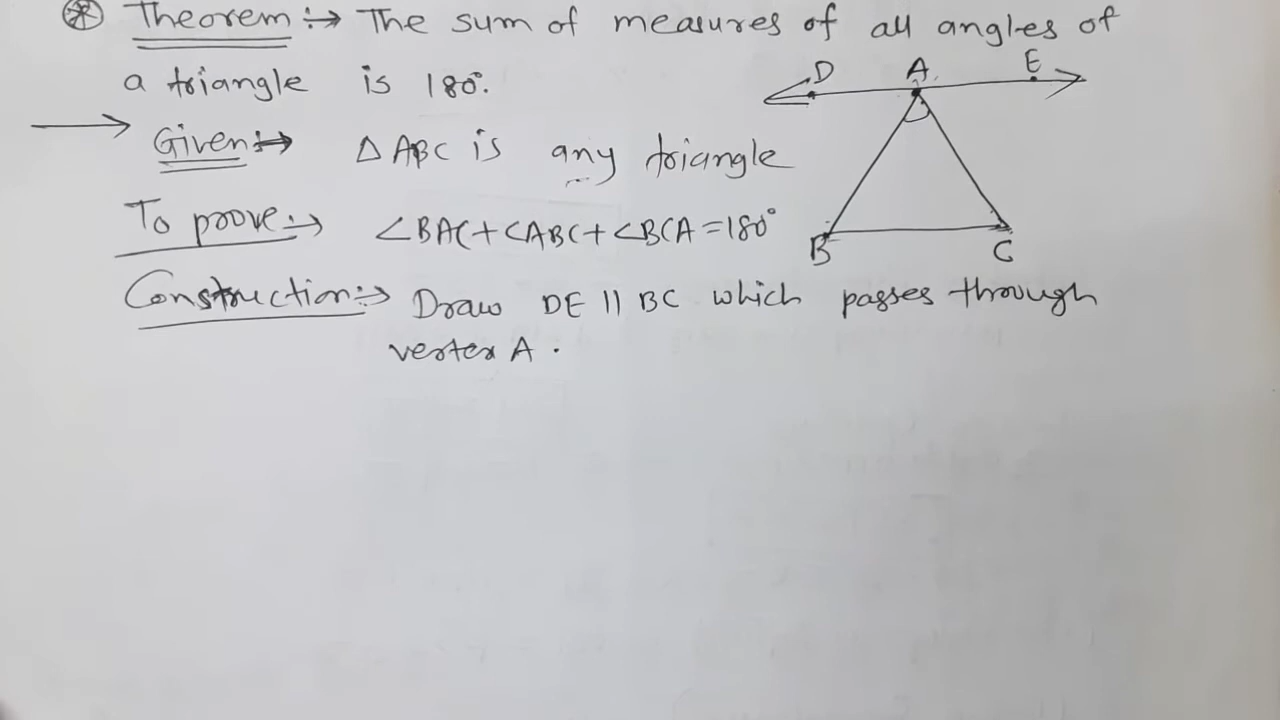 ⊛ Theorem :→ The sum of measures of all angles of
a triangle is 180°.
→ Given :→ △ ABC is any triangle
To prove :→ ∠BAC + ∠ABC + ∠BCA = 180°
Construction :→ Draw DE || BC which passes through
vertex A .
D A E
B C